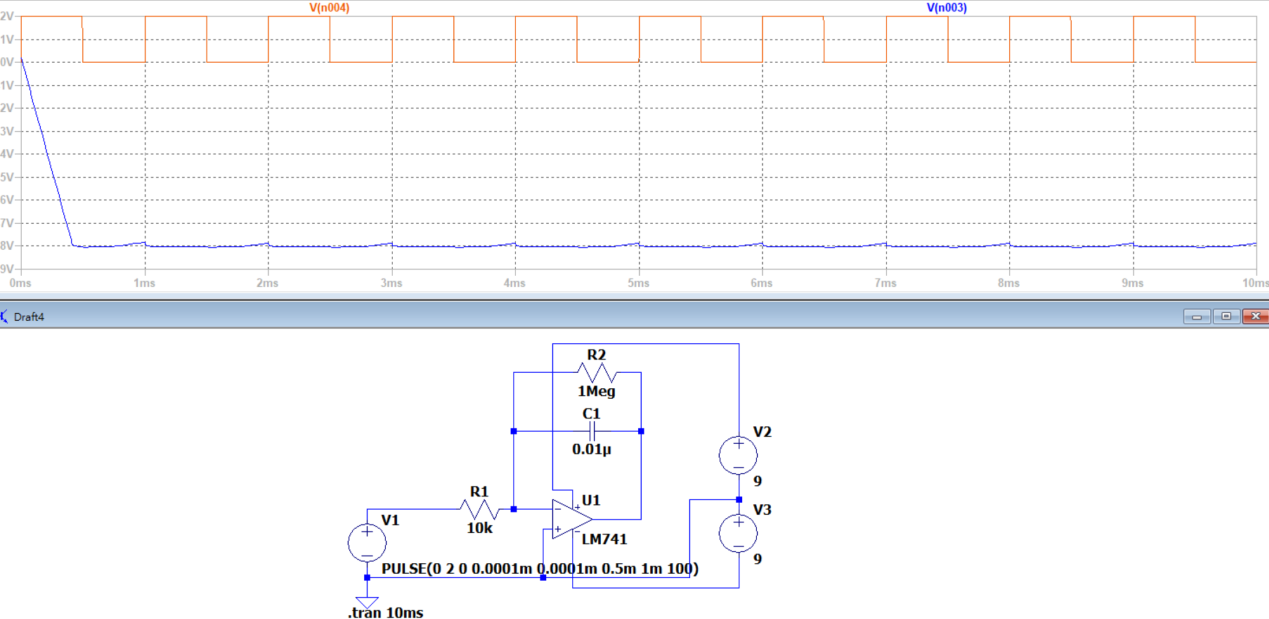 V(n004) V(n003)
2V
1V
0V
1V
2V
3V
4V
5V
6V
7V
8V
9V
0ms 1ms 2ms 3ms 4ms 5ms 6ms 7ms 8ms 9ms 10ms
Draft4
R2
1Meg
C1
0.01µ
V2
9
R1
10k
U1
LM741
V1
V3
9
PULSE(0 2 0 0.0001m 0.0001m 0.5m 1m 100)
.tran 10ms